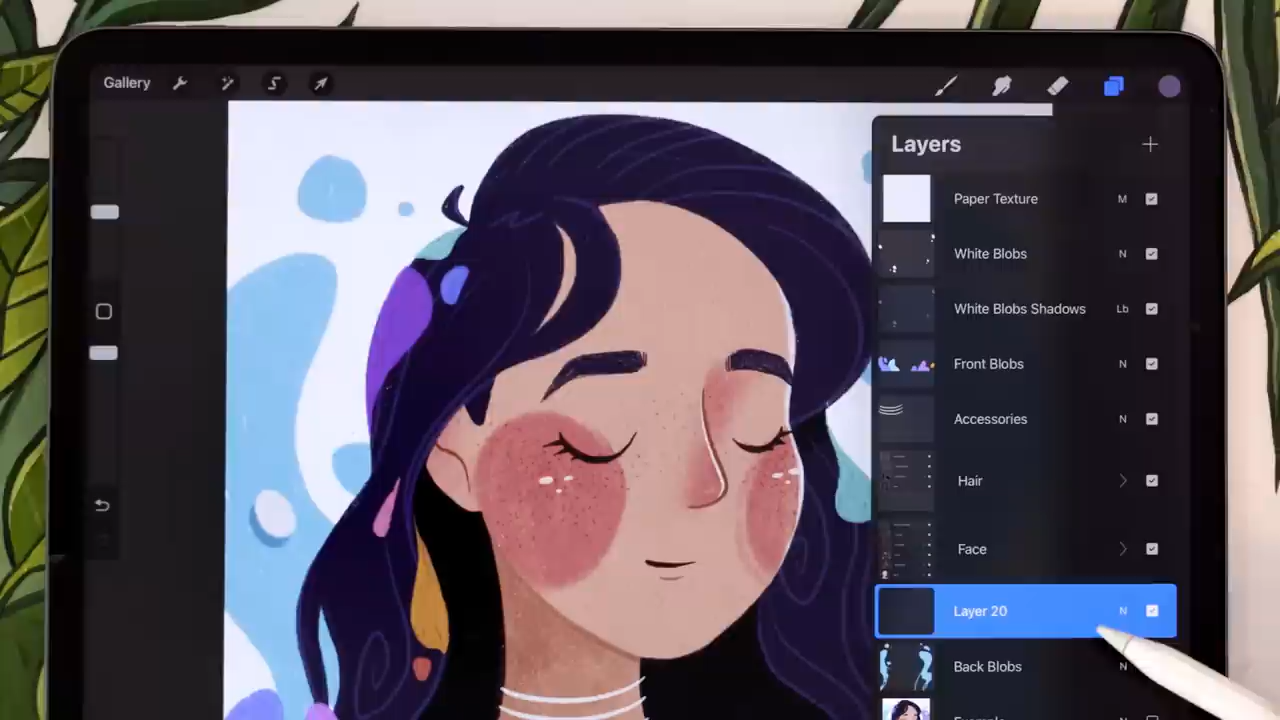 Gallery
Layers
Paper Texture M
White Blobs N
White Blobs Shadows Lb
Front Blobs N
Accessories N
Hair
Face
Layer 20 N
Back Blobs N
Example N